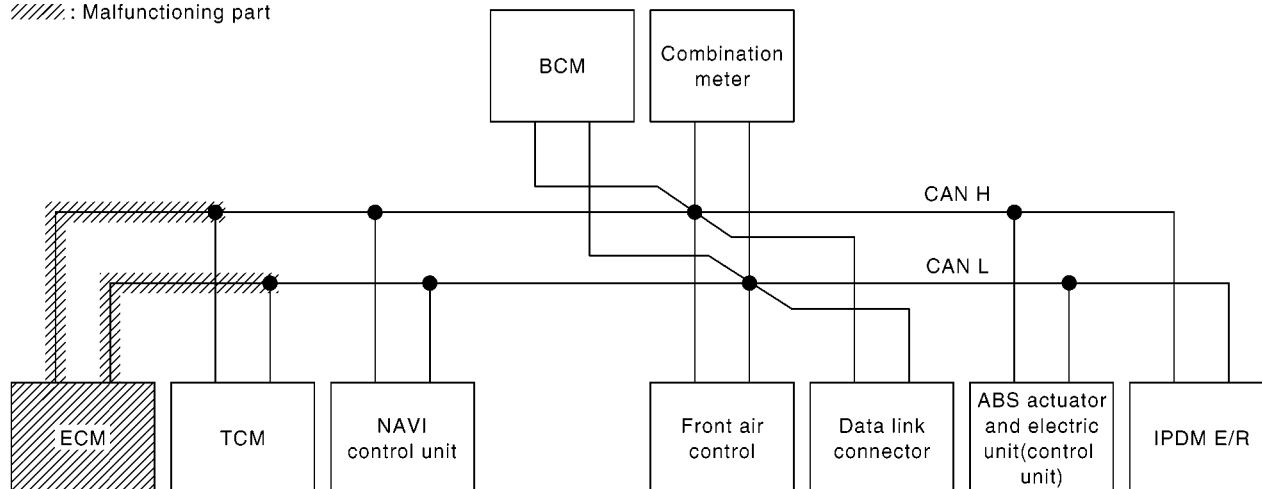 : Malfunctioning part
BCM
Combination
meter
CAN H
CAN L
ECM
TCM
NAVI
control unit
Front air
control
Data link
connector
ABS actuator
and electric
unit(control
unit)
IPDM E/R